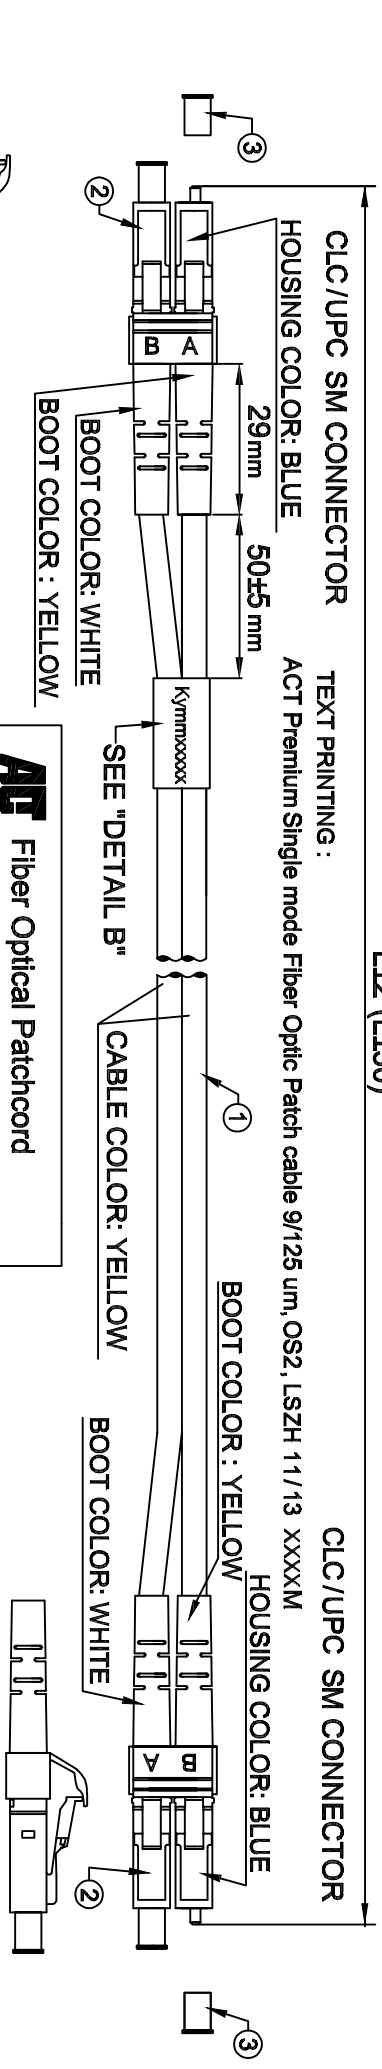 CLC/UPC SM CONNECTOR
HOUSING COLOR: BLUE
29 mm
50±5 mm
TEXT PRINTING :
ACT Premium Single mode Fiber Optic Patch cable 9/125 um, OS2, LSZH 11/13 XXXXM
CLC/UPC SM CONNECTOR
3
2
B A
BOOT COLOR: WHITE
BOOT COLOR : YELLOW
Kymmxxxxx
SEE "DETAIL B"
1
CABLE COLOR: YELLOW
BOOT COLOR : YELLOW
HOUSING COLOR: BLUE
BOOT COLOR: WHITE
A B
2
3
ACT Fiber Optical Patchcord